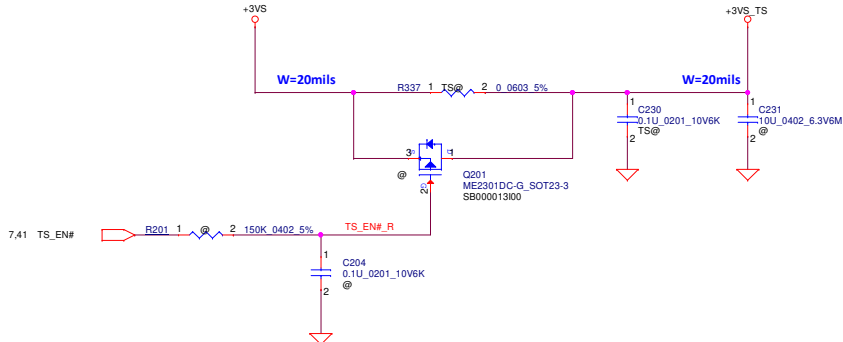 +3VS
+3VS_TS
W=20mils
W=20mils
R337 1 TS@ 2 0_0603_5%
1
C230
0.1U_0201_10V6K
TS@
2
1
C231
10U_0402_6.3V6M
@
2
3 S D 1
@
G
2
Q201
ME2301DC-G_SOT23-3
SB000013I00
7,41 TS_EN#
R201 1 @ 2 150K_0402_5%
TS_EN#_R
1
C204
0.1U_0201_10V6K
@
2